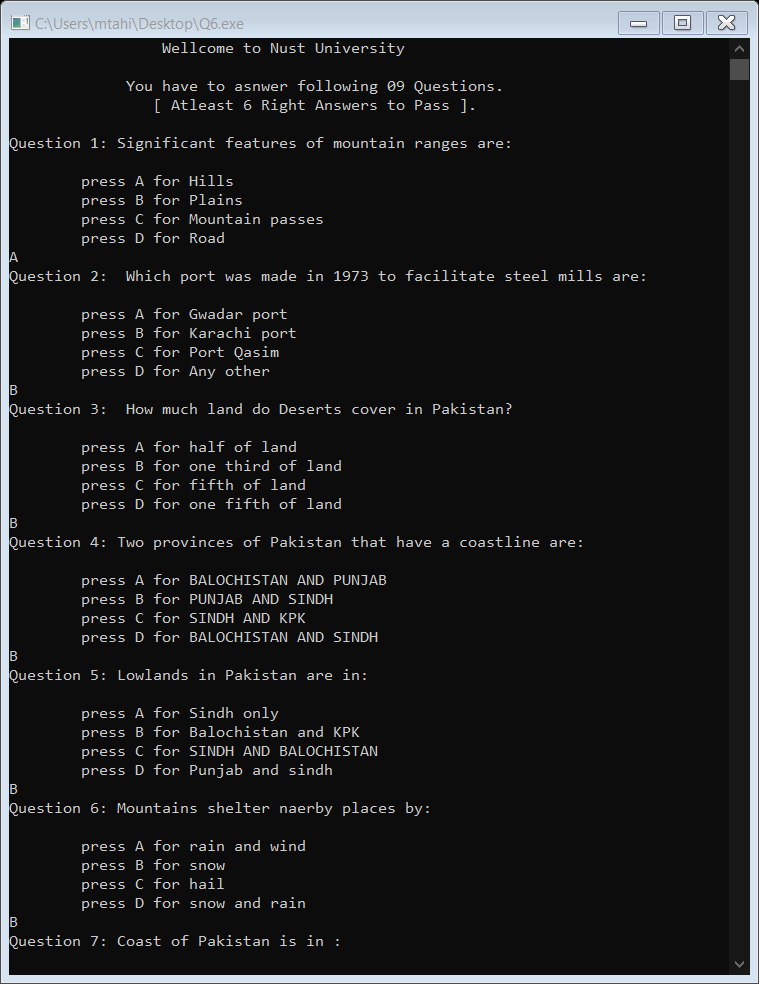 C:\Users\mtahi\Desktop\Q6.exe
Wellcome to Nust University
You have to asnwer following 09 Questions.
[ Atleast 6 Right Answers to Pass ].
Question 1: Significant features of mountain ranges are:
press A for Hills
press B for Plains
press C for Mountain passes
press D for Road
A
Question 2:  Which port was made in 1973 to facilitate steel mills are:
press A for Gwadar port
press B for Karachi port
press C for Port Qasim
press D for Any other
B
Question 3:  How much land do Deserts cover in Pakistan?
press A for half of land
press B for one third of land
press C for fifth of land
press D for one fifth of land
B
Question 4: Two provinces of Pakistan that have a coastline are:
press A for BALOCHISTAN AND PUNJAB
press B for PUNJAB AND SINDH
press C for SINDH AND KPK
press D for BALOCHISTAN AND SINDH
B
Question 5: Lowlands in Pakistan are in:
press A for Sindh only
press B for Balochistan and KPK
press C for SINDH AND BALOCHISTAN
press D for Punjab and sindh
B
Question 6: Mountains shelter naerby places by:
press A for rain and wind
press B for snow
press C for hail
press D for snow and rain
B
Question 7: Coast of Pakistan is in :